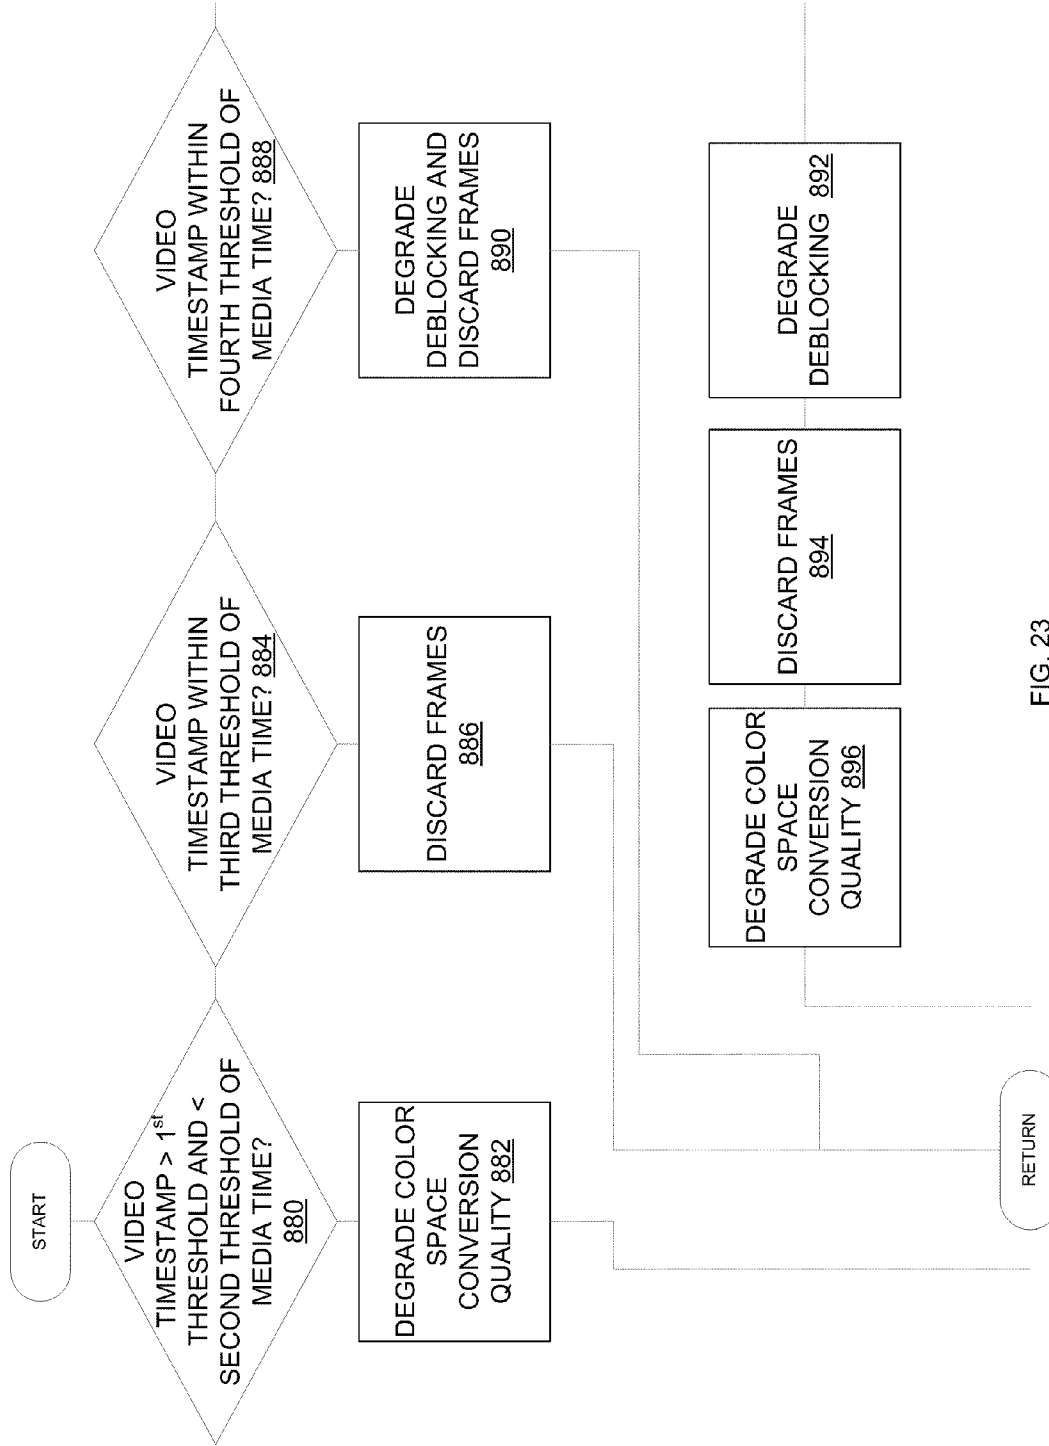 START
VIDEO
TIMESTAMP > 1st
THRESHOLD AND <
SECOND THRESHOLD OF
MEDIA TIME?
880
DEGRADE COLOR
SPACE
CONVERSION
QUALITY 882
VIDEO
TIMESTAMP WITHIN
THIRD THRESHOLD OF
MEDIA TIME? 884
DISCARD FRAMES
886
VIDEO
TIMESTAMP WITHIN
FOURTH THRESHOLD OF
MEDIA TIME? 888
DEGRADE
DEBLOCKING AND
DISCARD FRAMES
890
DEGRADE
DEBLOCKING 892
DISCARD FRAMES
894
DEGRADE COLOR
SPACE
CONVERSION
QUALITY 896
RETURN
FIG. 23